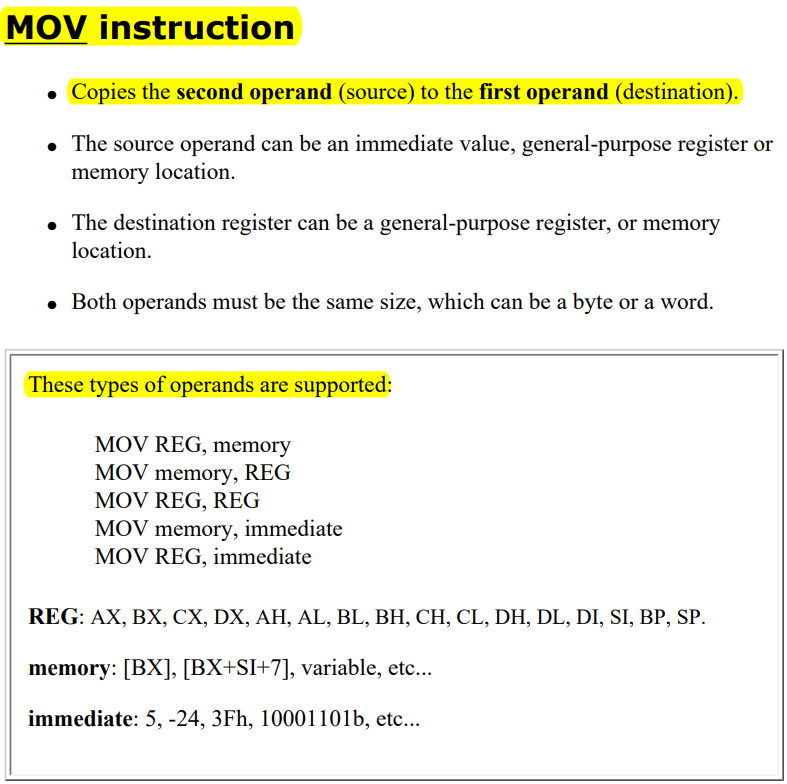 MOV instruction
• Copies the second operand (source) to the first operand (destination).
• The source operand can be an immediate value, general-purpose register or
memory location.
• The destination register can be a general-purpose register, or memory
location.
• Both operands must be the same size, which can be a byte or a word.
These types of operands are supported:
MOV REG, memory
MOV memory, REG
MOV REG, REG
MOV memory, immediate
MOV REG, immediate
REG: AX, BX, CX, DX, AH, AL, BL, BH, CH, CL, DH, DL, DI, SI, BP, SP.
memory: [BX], [BX+SI+7], variable, etc...
immediate: 5, -24, 3Fh, 10001101b, etc...